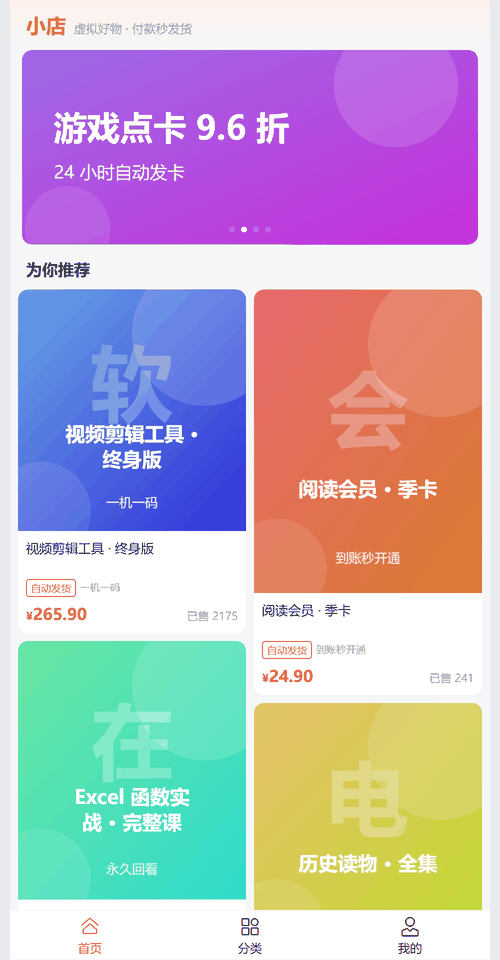 小店 虚拟好物 · 付款秒发货
游戏点卡 9.6 折
24 小时自动发卡
为你推荐
软
视频剪辑工具 ·
终身版
一机一码
视频剪辑工具 · 终身版
自动发货 一机一码
¥265.90 已售 2175
会
阅读会员 · 季卡
到账秒开通
阅读会员 · 季卡
自动发货 到账秒开通
¥24.90 已售 241
在
Excel 函数实
战 · 完整课
永久回看
电
历史读物 · 全集
首页 分类 我的